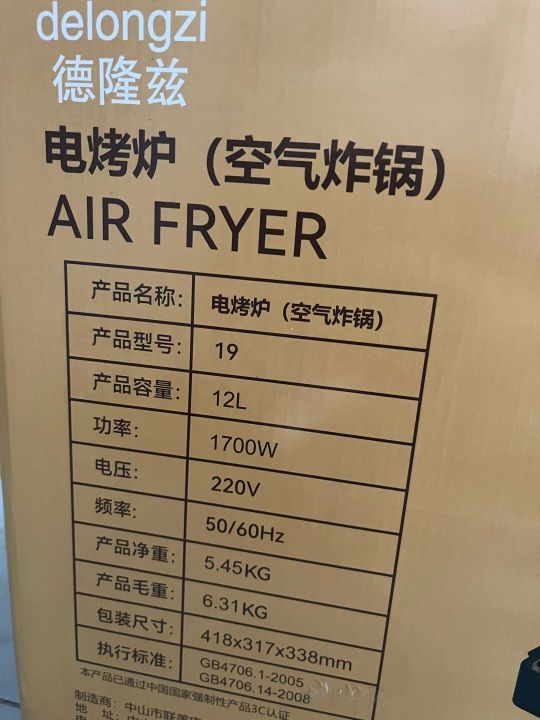 delongzi
德隆兹
电烤炉（空气炸锅）
AIR FRYER
产品名称: 电烤炉（空气炸锅）
产品型号: 19
产品容量: 12L
功率: 1700W
电压: 220V
频率: 50/60Hz
产品净重: 5.45KG
产品毛重: 6.31KG
包装尺寸: 418x317x338mm
执行标准: GB4706.1-2005
GB4706.14-2008
本产品已通过中国国家强制性产品3C认证
制造商: 中山市联
地 址: